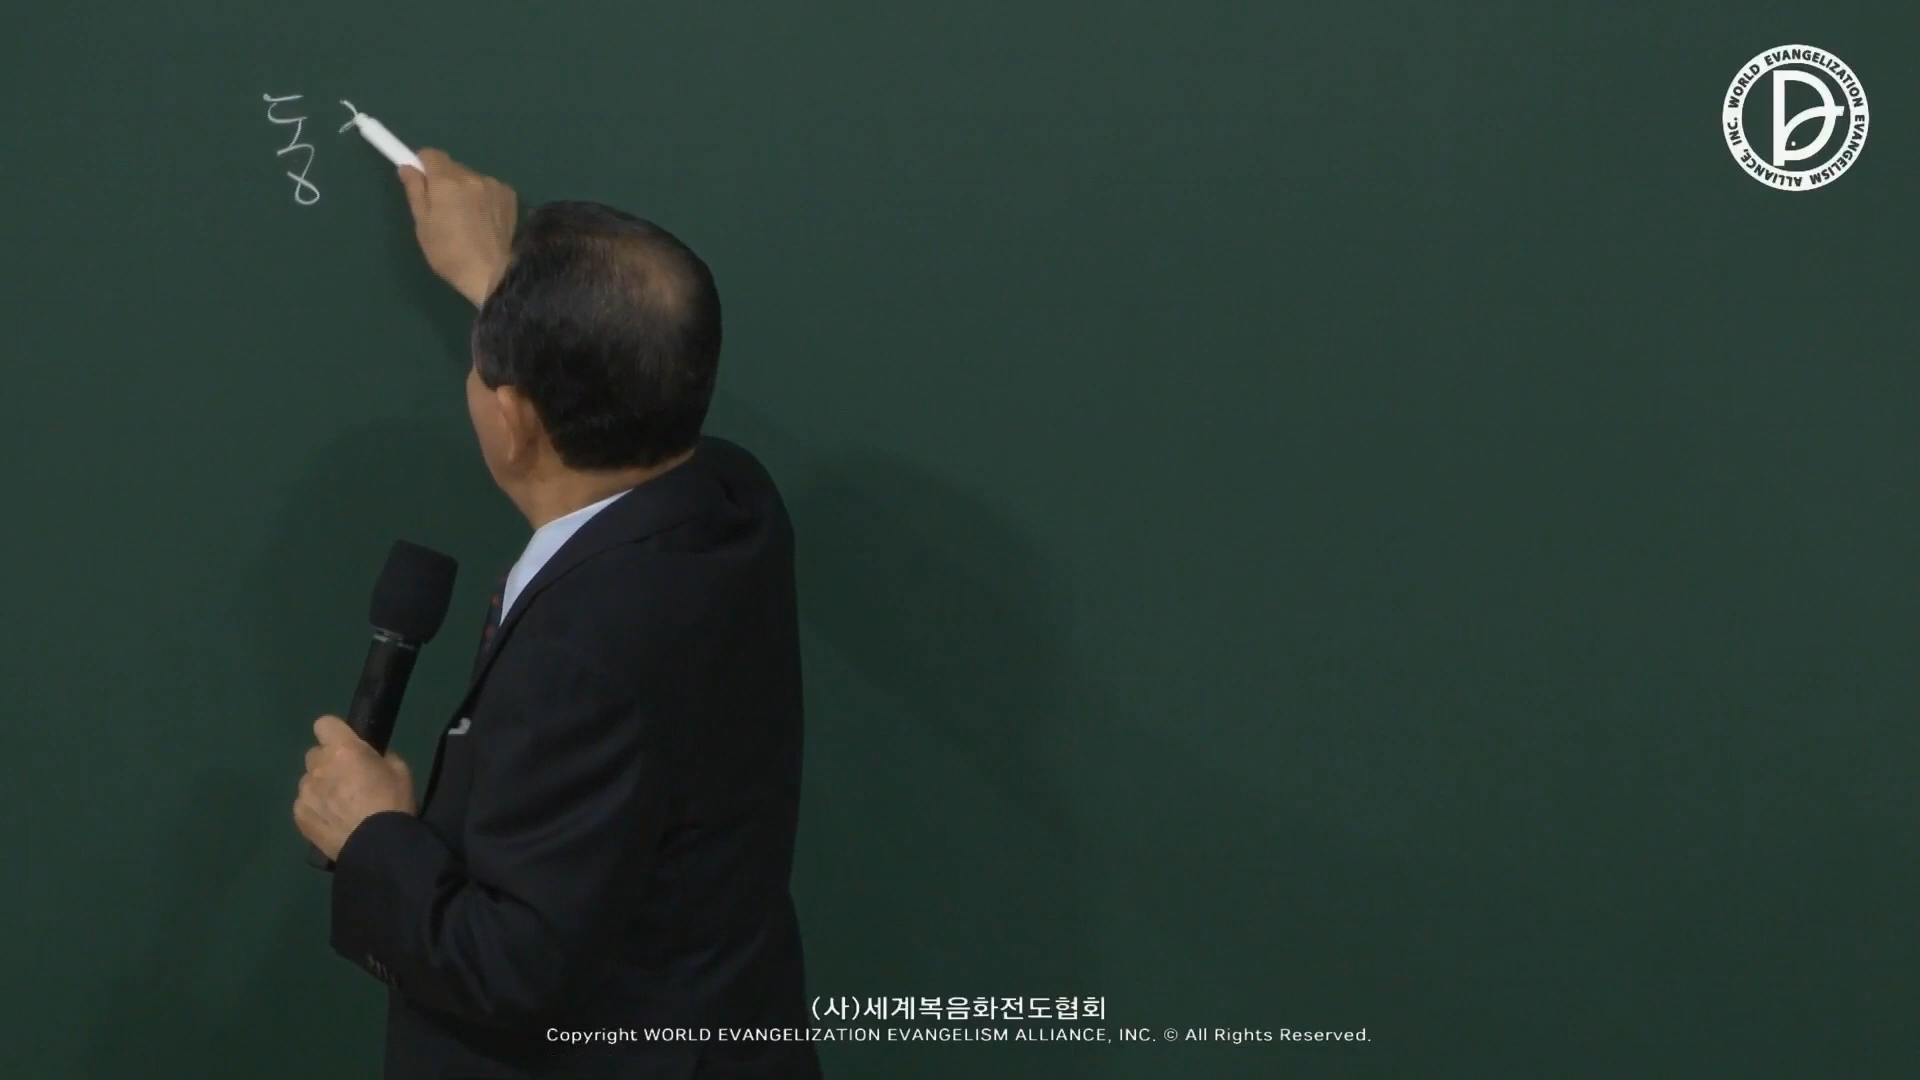 동
WORLD EVANGELIZATION EVANGELISM ALLIANCE, INC.
(사)세계복음화전도협회
Copyright WORLD EVANGELIZATION EVANGELISM ALLIANCE, INC. © All Rights Reserved.